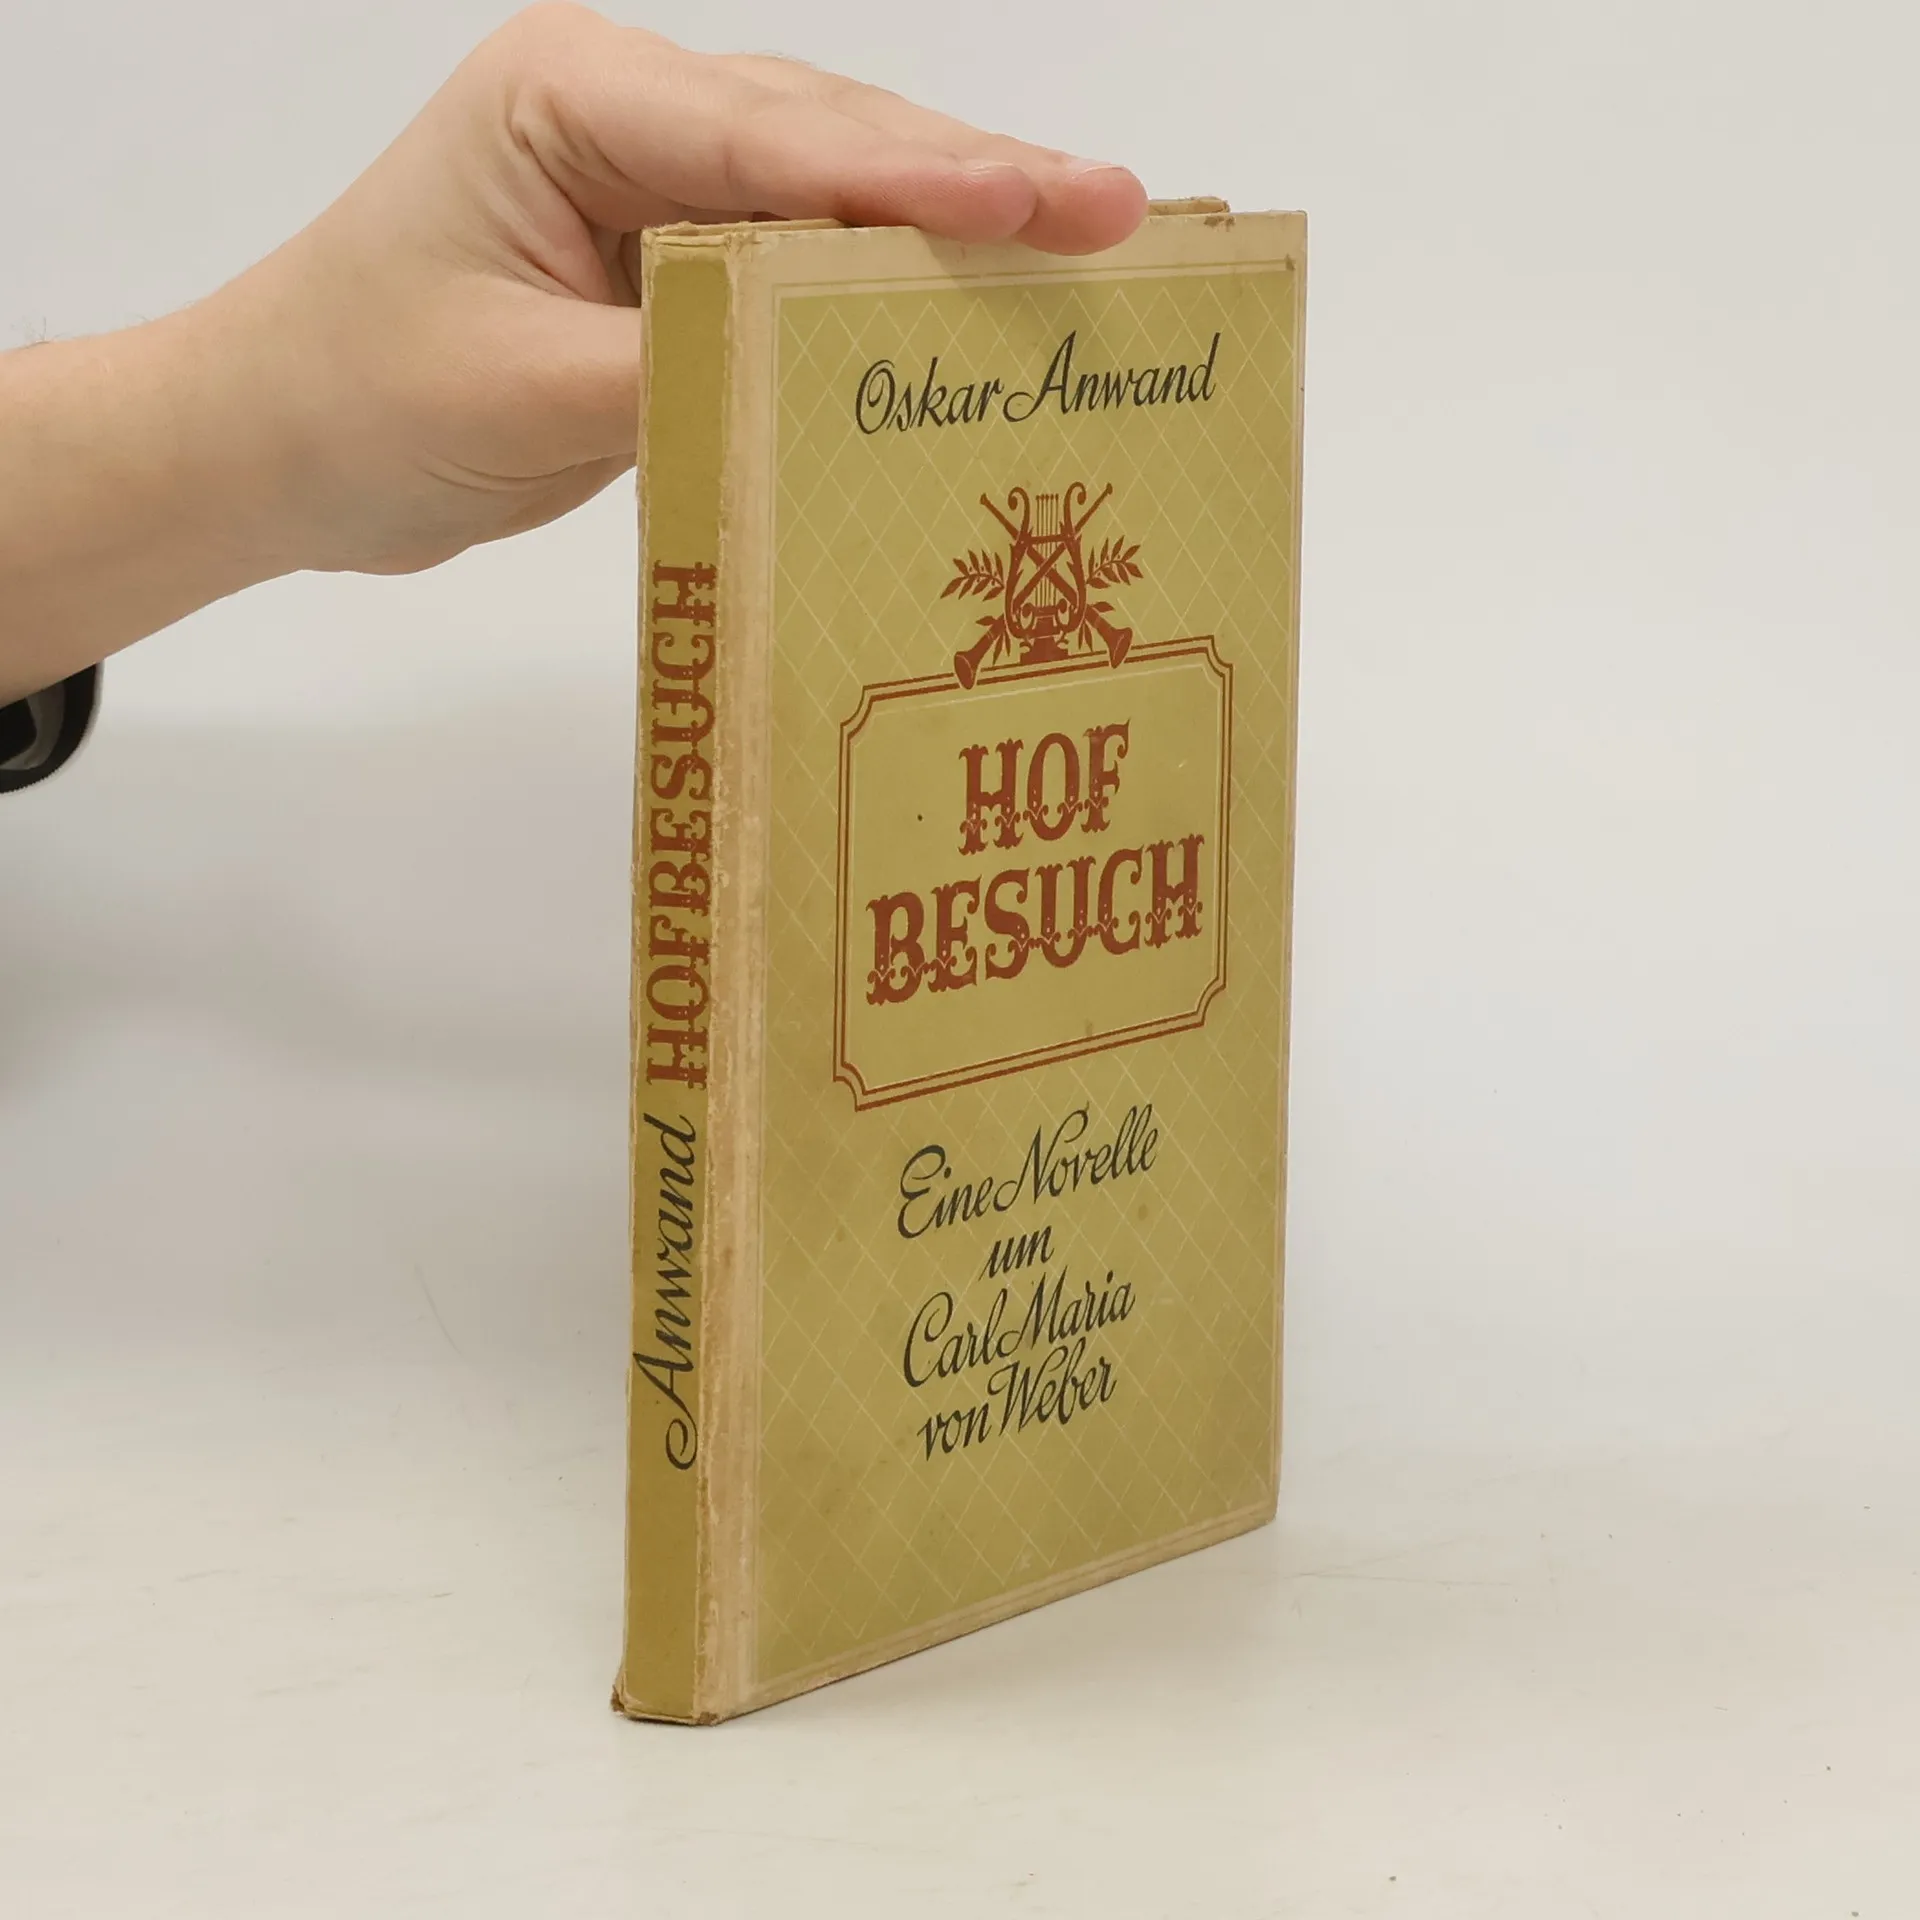 Oskar Anwand
HOF
BESUCH
Eine Novelle
um
Carl Maria
von Weber
Anwand HOFBESUCH